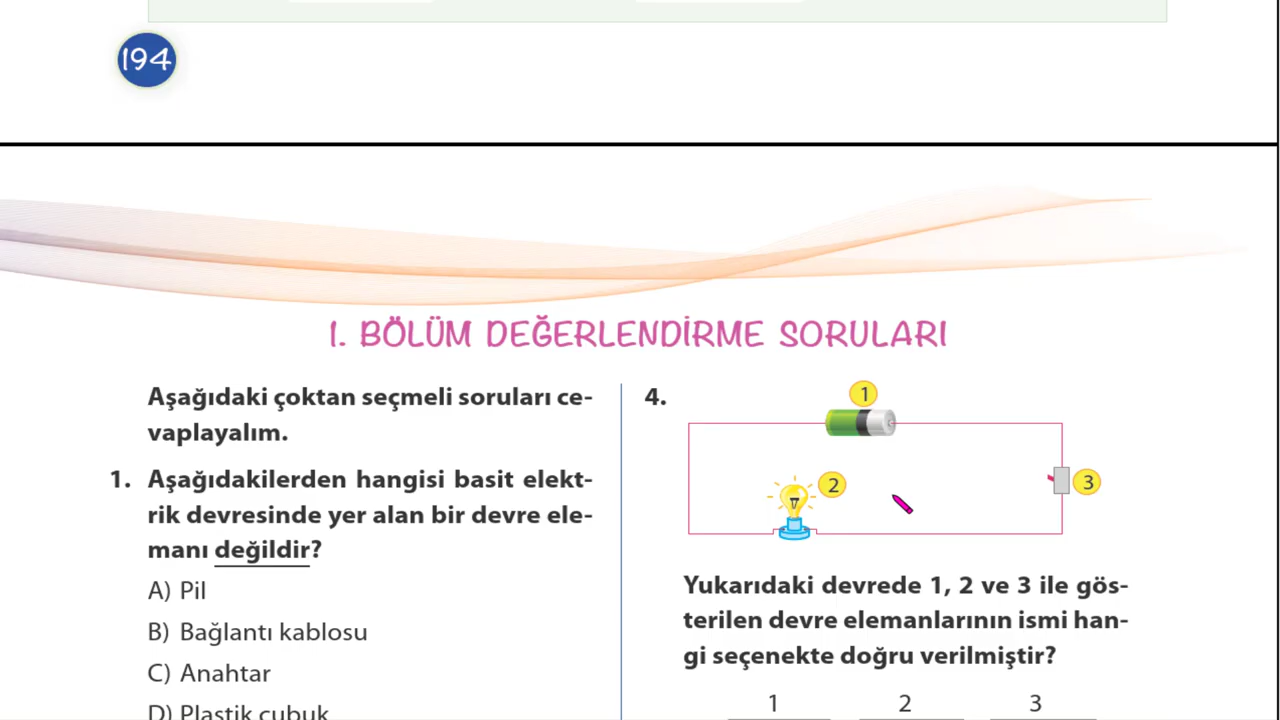 194
I. BÖLÜM DEĞERLENDİRME SORULARI
Aşağıdaki çoktan seçmeli soruları ce-
vaplayalım.
1. Aşağıdakilerden hangisi basit elekt-
rik devresinde yer alan bir devre ele-
manı değildir?
A) Pil
B) Bağlantı kablosu
C) Anahtar
D) Plastik çubuk
4.
1
2
3
Yukarıdaki devrede 1, 2 ve 3 ile gös-
terilen devre elemanlarının ismi han-
gi seçenekte doğru verilmiştir?
1 2 3